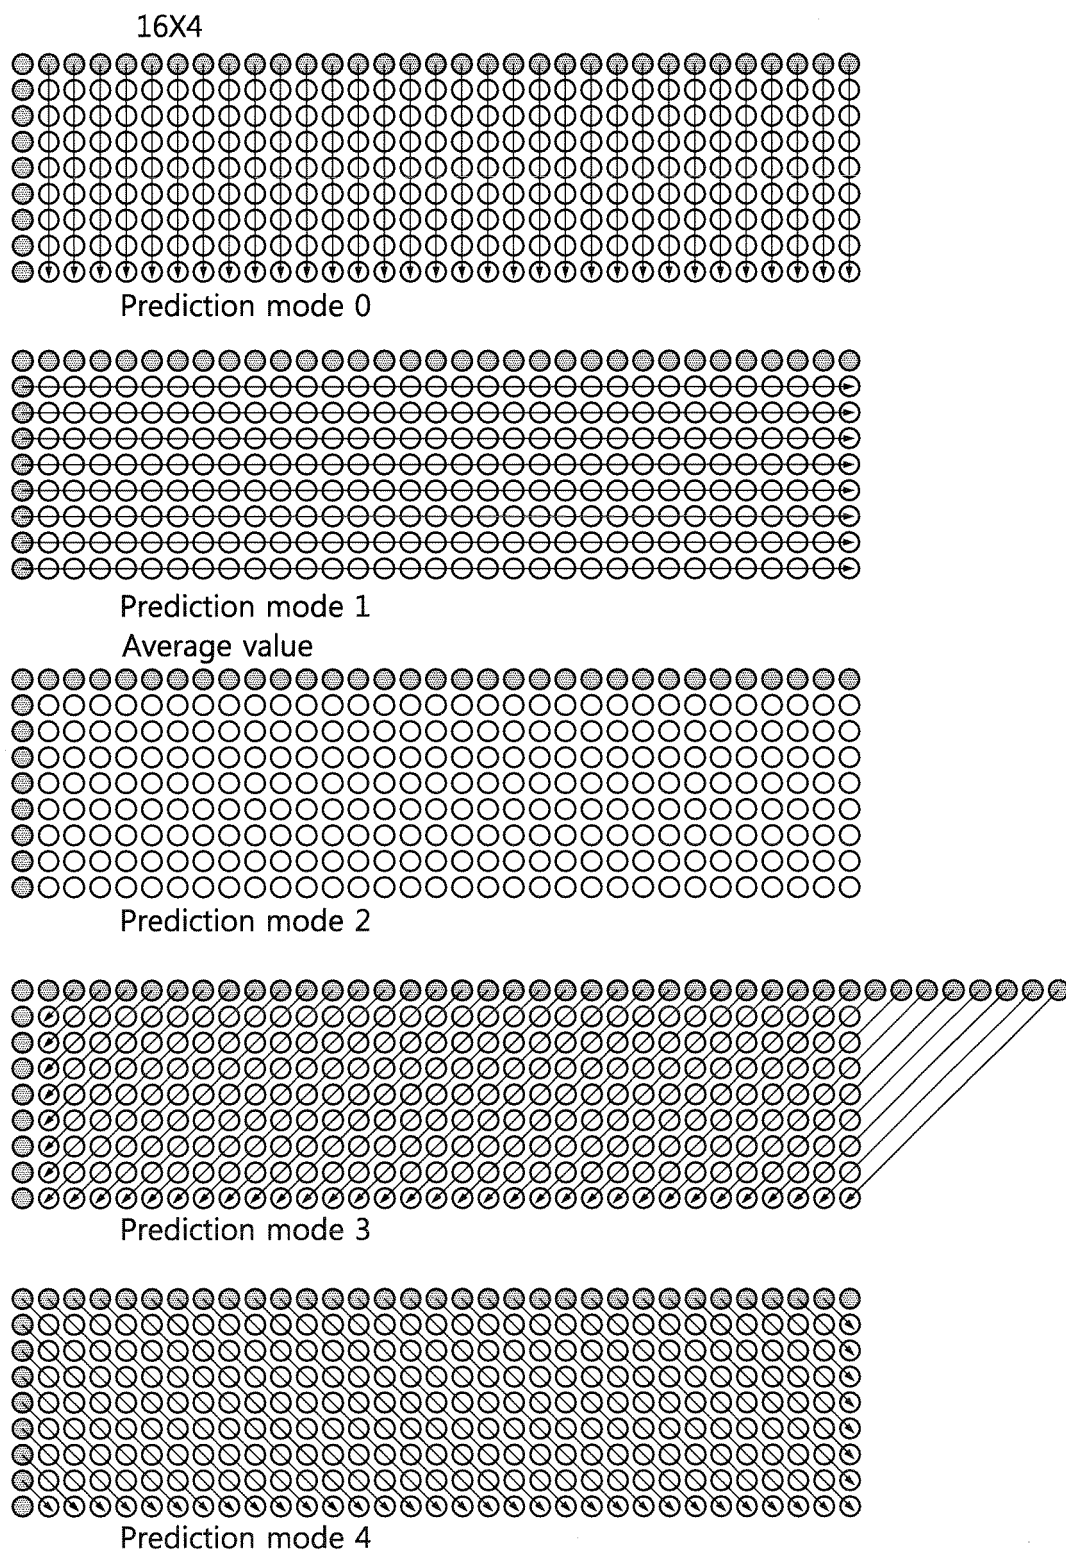 16X4
Prediction mode 0
Prediction mode 1
Average value
Prediction mode 2
Prediction mode 3
Prediction mode 4